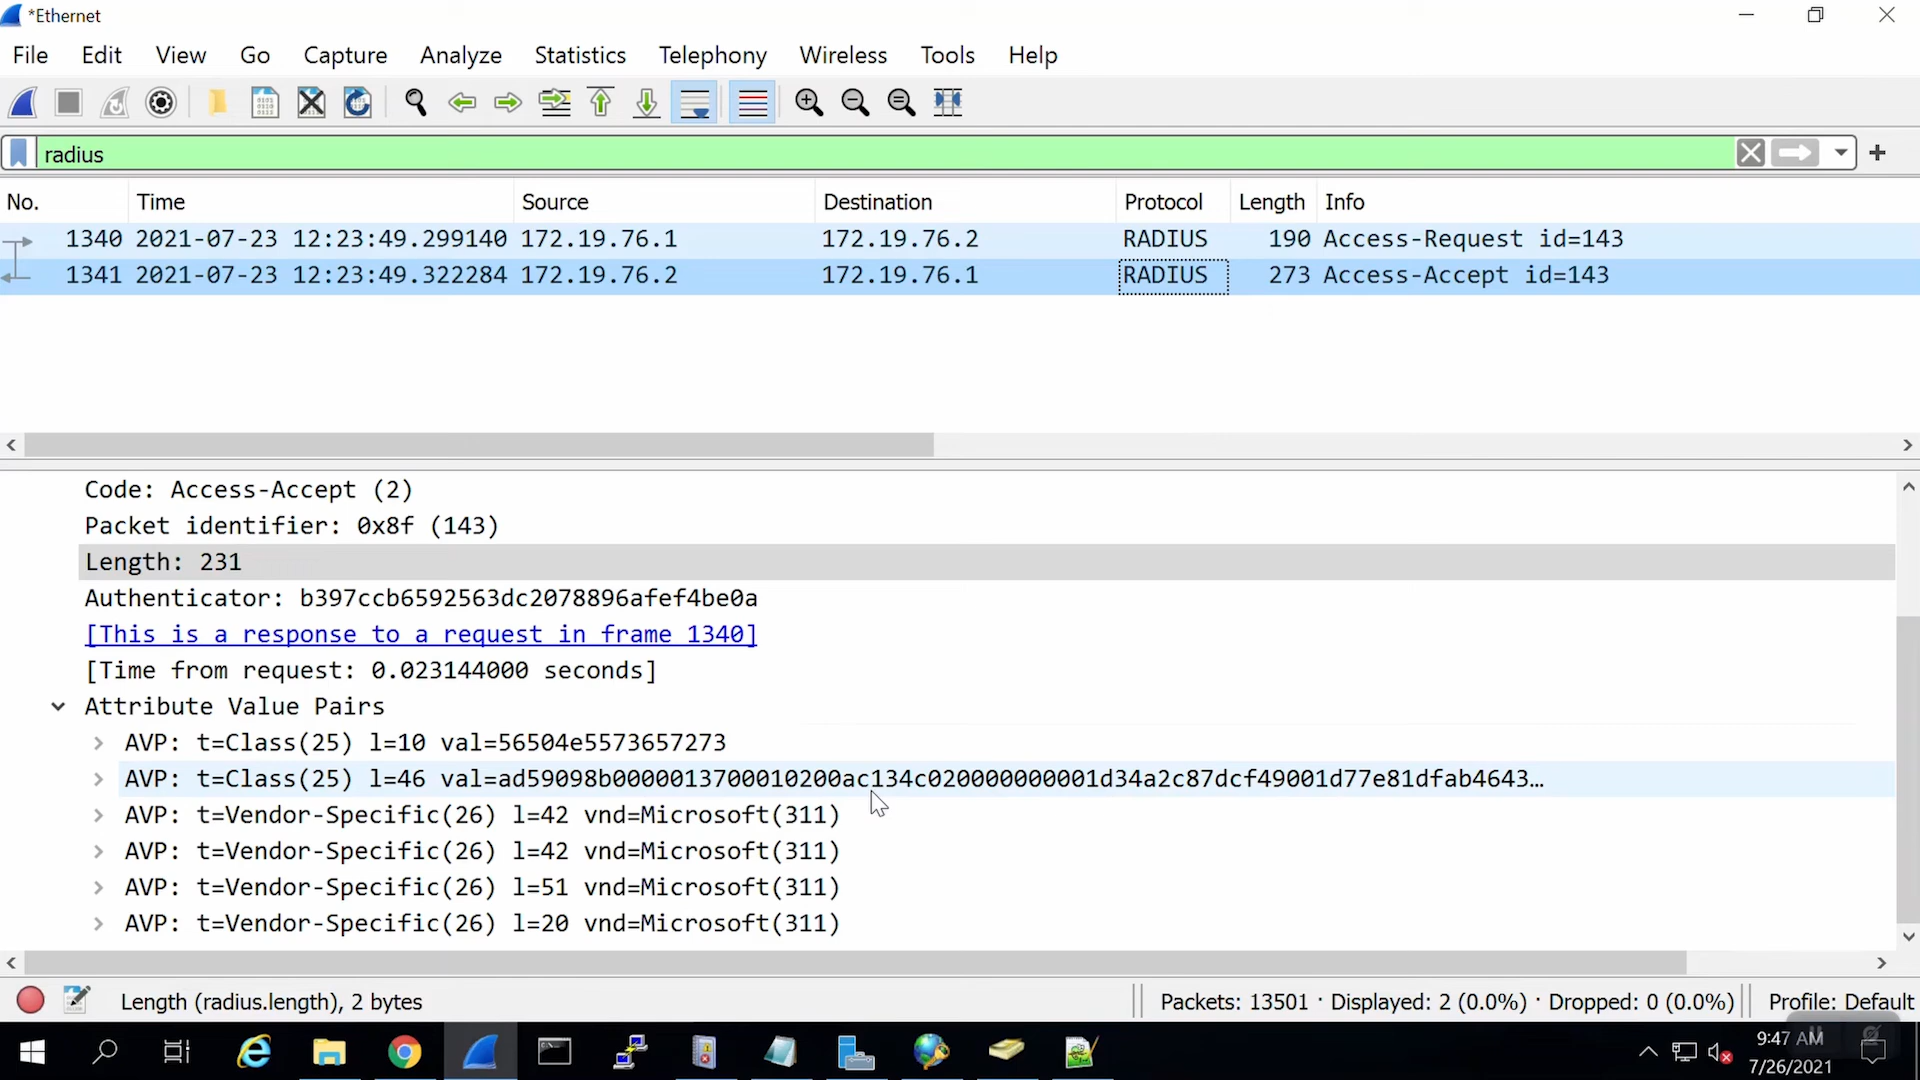 *Ethernet
File Edit View Go Capture Analyze Statistics Telephony Wireless Tools Help
radius
No. Time Source Destination Protocol Length Info
1340 2021-07-23 12:23:49.299140 172.19.76.1 172.19.76.2 RADIUS 190 Access-Request id=143
1341 2021-07-23 12:23:49.322284 172.19.76.2 172.19.76.1 RADIUS 273 Access-Accept id=143
Code: Access-Accept (2)
Packet identifier: 0x8f (143)
Length: 231
Authenticator: b397ccb6592563dc2078896afef4be0a
[This is a response to a request in frame 1340]
[Time from request: 0.023144000 seconds]
Attribute Value Pairs
AVP: t=Class(25) l=10 val=56504e5573657273
AVP: t=Class(25) l=46 val=ad59098b0000013700010200ac134c020000000001d34a2c87dcf49001d77e81dfab4643…
AVP: t=Vendor-Specific(26) l=42 vnd=Microsoft(311)
AVP: t=Vendor-Specific(26) l=42 vnd=Microsoft(311)
AVP: t=Vendor-Specific(26) l=51 vnd=Microsoft(311)
AVP: t=Vendor-Specific(26) l=20 vnd=Microsoft(311)
Length (radius.length), 2 bytes Packets: 13501 · Displayed: 2 (0.0%) · Dropped: 0 (0.0%) Profile: Default
9:47 AM
7/26/2021